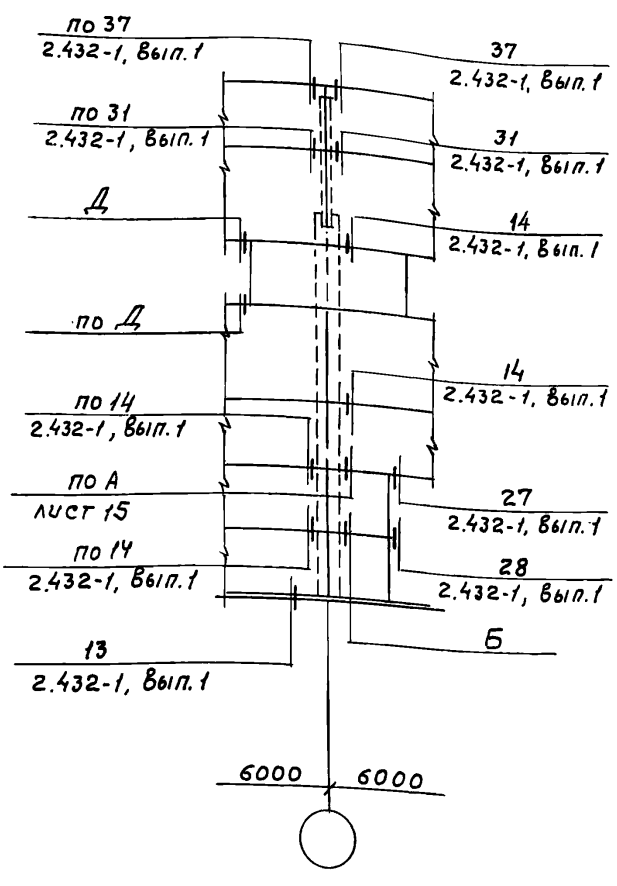 по 37
2.432-1, Вып.1
37
2.432-1, Вып.1
по 31
2.432-1, Вып.1
31
2.432-1, Вып.1
Д
14
2.432-1, Вып.1
по Д
14
2.432-1, Вып.1
по 14
2.432-1, Вып.1
по А
лист 15
27
2.432-1, Вып.1
по 14
2.432-1, Вып.1
28
2.432-1, Вып.1
13
2.432-1, Вып.1
Б
6000
6000